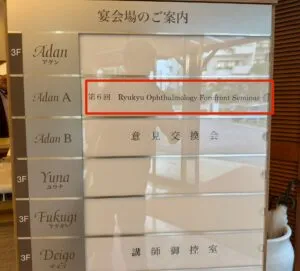 宴会場のご案内
3F Adan
アダン
Adan A 第6回 Ryukyu Ophthalmology Forefront Seminar
Adan B 意見交換会
3F Yuna
ユウナ
3F Fukugi
フクギ
3F Deigo 講師御控室
デイゴ